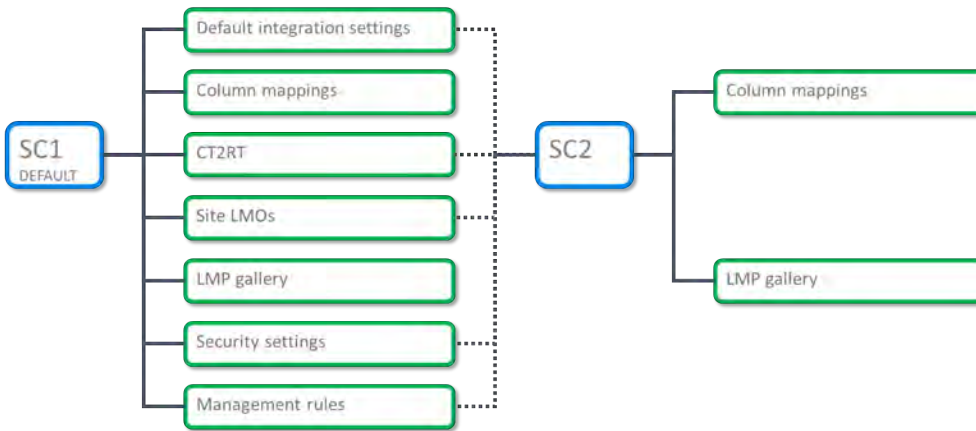 SC1
DEFAULT
Default integration settings
Column mappings
CT2RT
Site LMOs
LMP gallery
Security settings
Management rules
SC2
Column mappings
LMP gallery